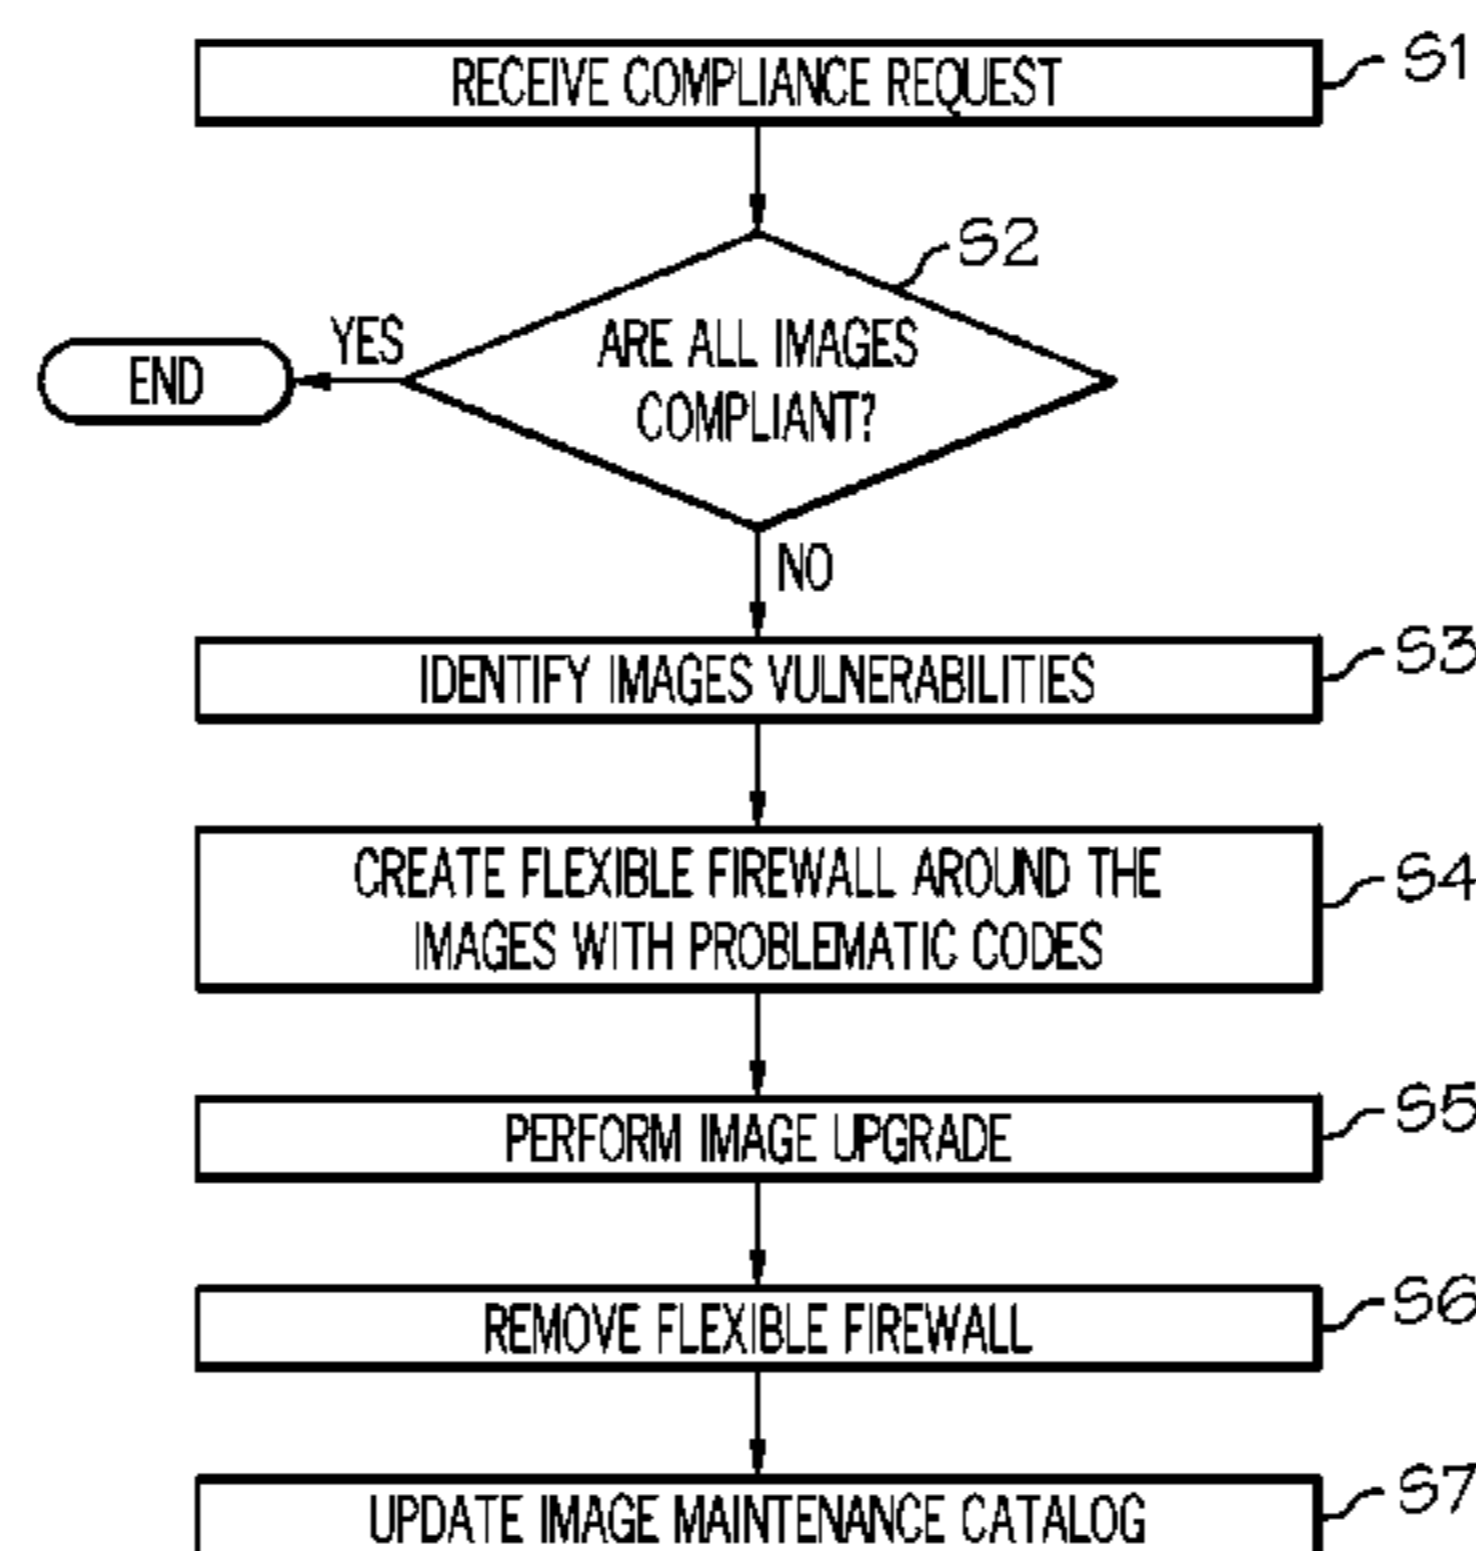 RECEIVE COMPLIANCE REQUEST
S1
S2
ARE ALL IMAGES
COMPLIANT?
YES
END
NO
IDENTIFY IMAGES VULNERABILITIES
S3
CREATE FLEXIBLE FIREWALL AROUND THE
IMAGES WITH PROBLEMATIC CODES
S4
PERFORM IMAGE UPGRADE
S5
REMOVE FLEXIBLE FIREWALL
S6
UPDATE IMAGE MAINTENANCE CATALOG
S7